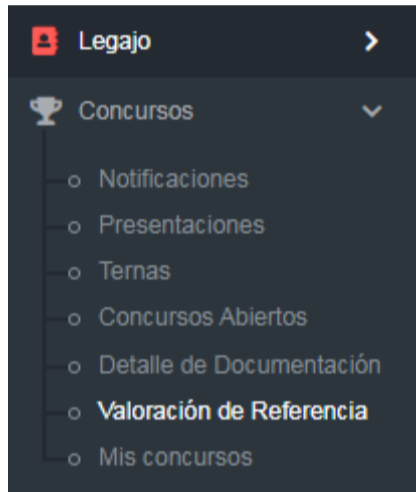 Legajo
Concursos
Notificaciones
Presentaciones
Ternas
Concursos Abiertos
Detalle de Documentación
Valoración de Referencia
Mis concursos